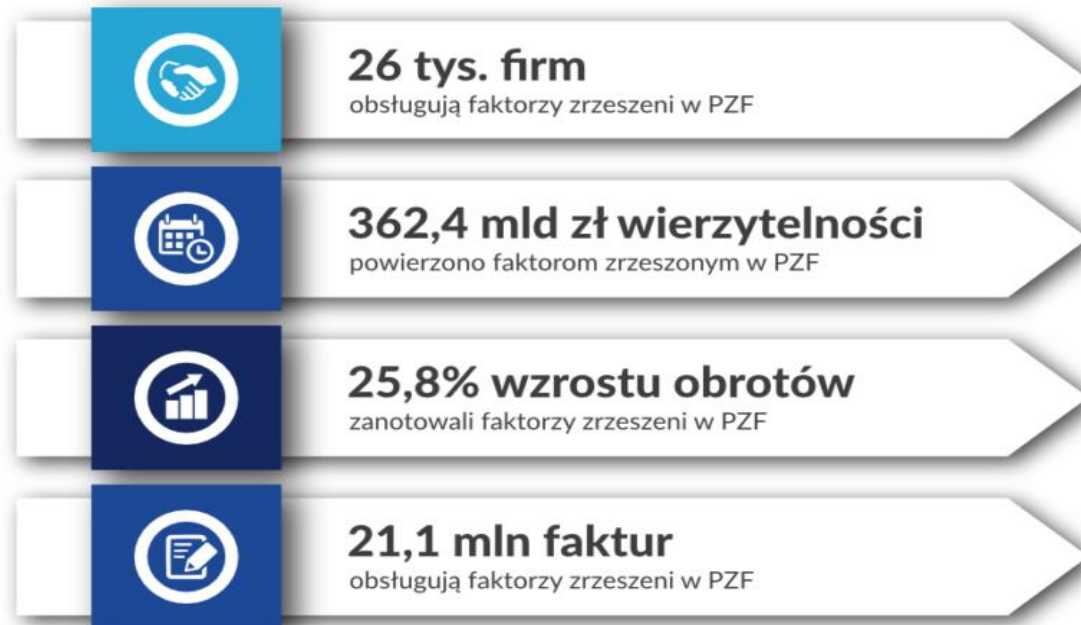 26 tys. firm
obsługują faktorzy zrzeszeni w PZF
362,4 mld zł wierzytelności
powierzono faktorom zrzeszonym w PZF
25,8% wzrostu obrotów
zanotowali faktorzy zrzeszeni w PZF
21,1 mln faktur
obsługują faktorzy zrzeszeni w PZF